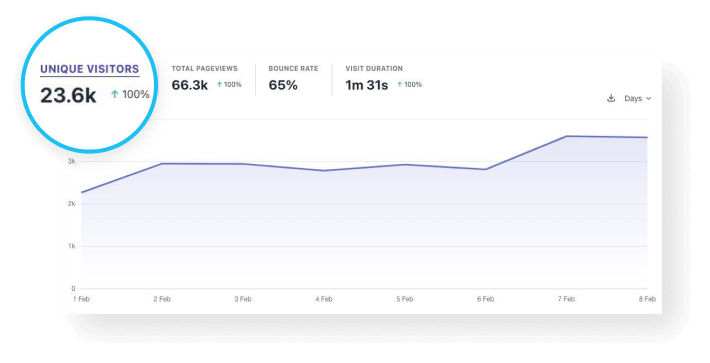 UNIQUE VISITORS
23.6k ↑ 100%
TOTAL PAGEVIEWS
66.3k ↑ 100%
BOUNCE RATE
65%
VISIT DURATION
1m 31s ↑ 100%
Days
3k
2k
1k
0
1 Feb 2 Feb 3 Feb 4 Feb 5 Feb 6 Feb 7 Feb 8 Feb